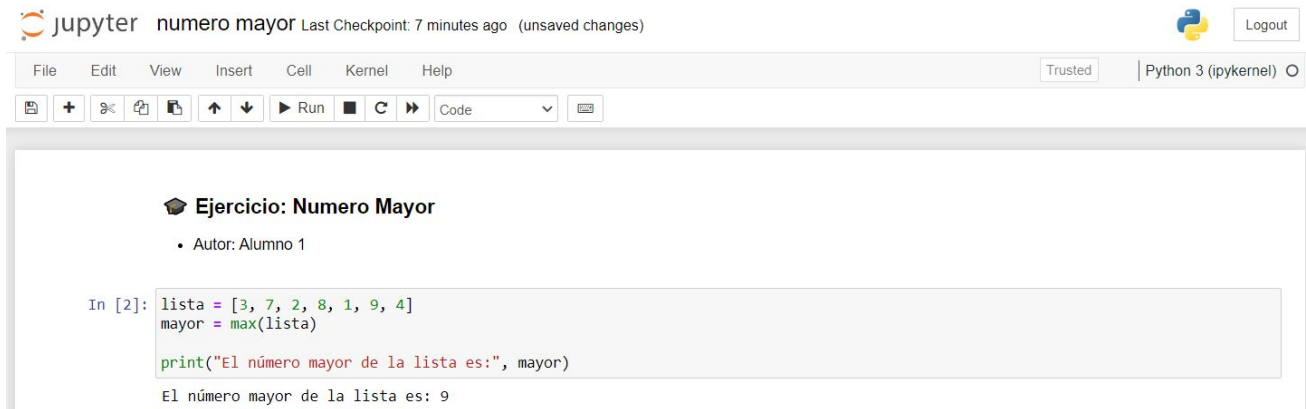 jupyter numero mayor Last Checkpoint: 7 minutes ago (unsaved changes) Logout
File Edit View Insert Cell Kernel Help Trusted Python 3 (ipykernel)
Run Code
Ejercicio: Numero Mayor
• Autor: Alumno 1
In [2]: lista = [3, 7, 2, 8, 1, 9, 4]
mayor = max(lista)
print("El número mayor de la lista es:", mayor)
El número mayor de la lista es: 9